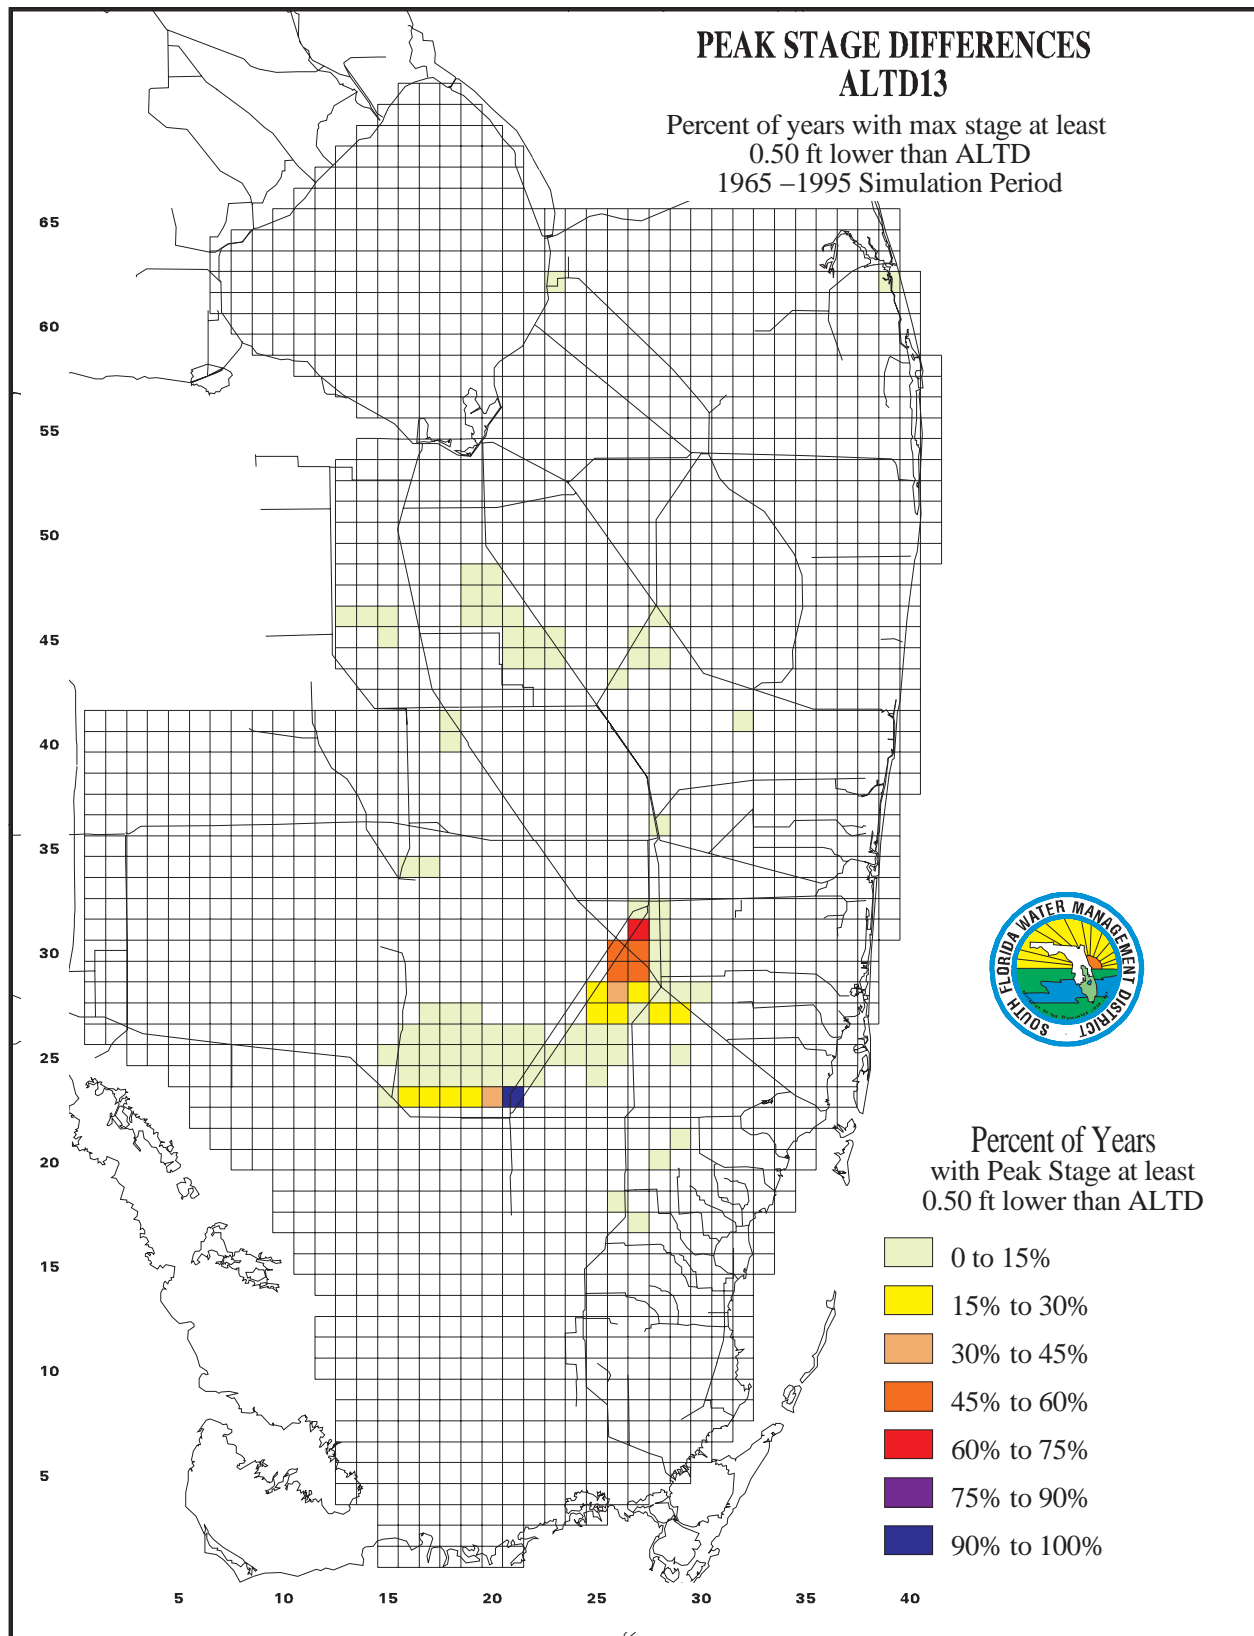 PEAK STAGE DIFFERENCES
ALTD13
Percent of years with max stage at least
0.50 ft lower than ALTD
1965 –1995 Simulation Period
65
60
55
50
45
40
35
30
25
20
15
10
5
5
10
15
20
25
30
35
40
SOUTH FLORIDA WATER MANAGEMENT DISTRICT
Percent of Years
with Peak Stage at least
0.50 ft lower than ALTD
0 to 15%
15% to 30%
30% to 45%
45% to 60%
60% to 75%
75% to 90%
90% to 100%